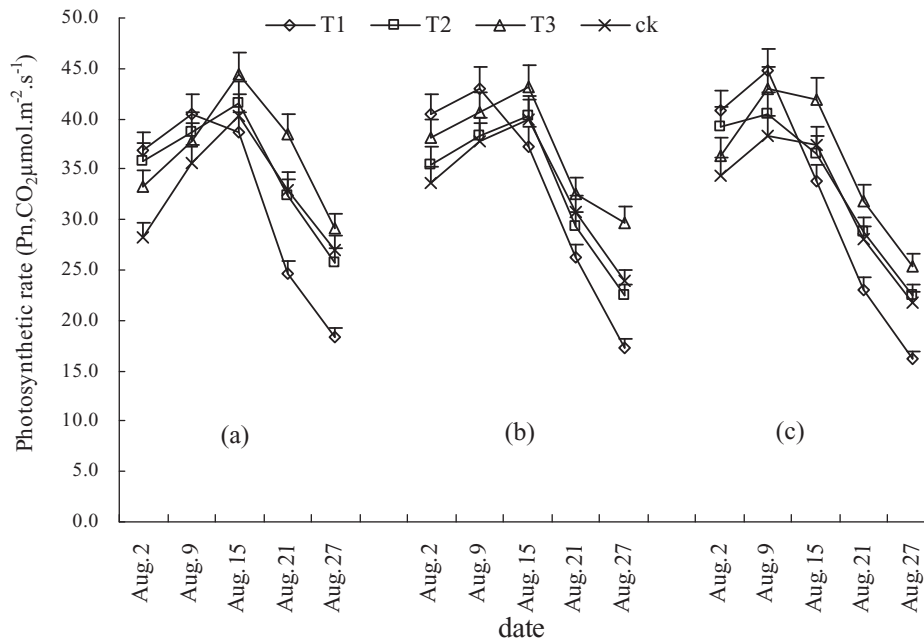 T1 T2 T3 ck
Photosynthetic rate (Pn,CO₂μmol.m⁻².s⁻¹)
50.0
45.0
40.0
35.0
30.0
25.0
20.0
15.0
10.0
5.0
0.0
(a) (b) (c)
Aug.2 Aug.9 Aug.15 Aug.21 Aug.27 Aug.2 Aug.9 Aug.15 Aug.21 Aug.27 Aug.2 Aug.9 Aug.15 Aug.21 Aug.27
date